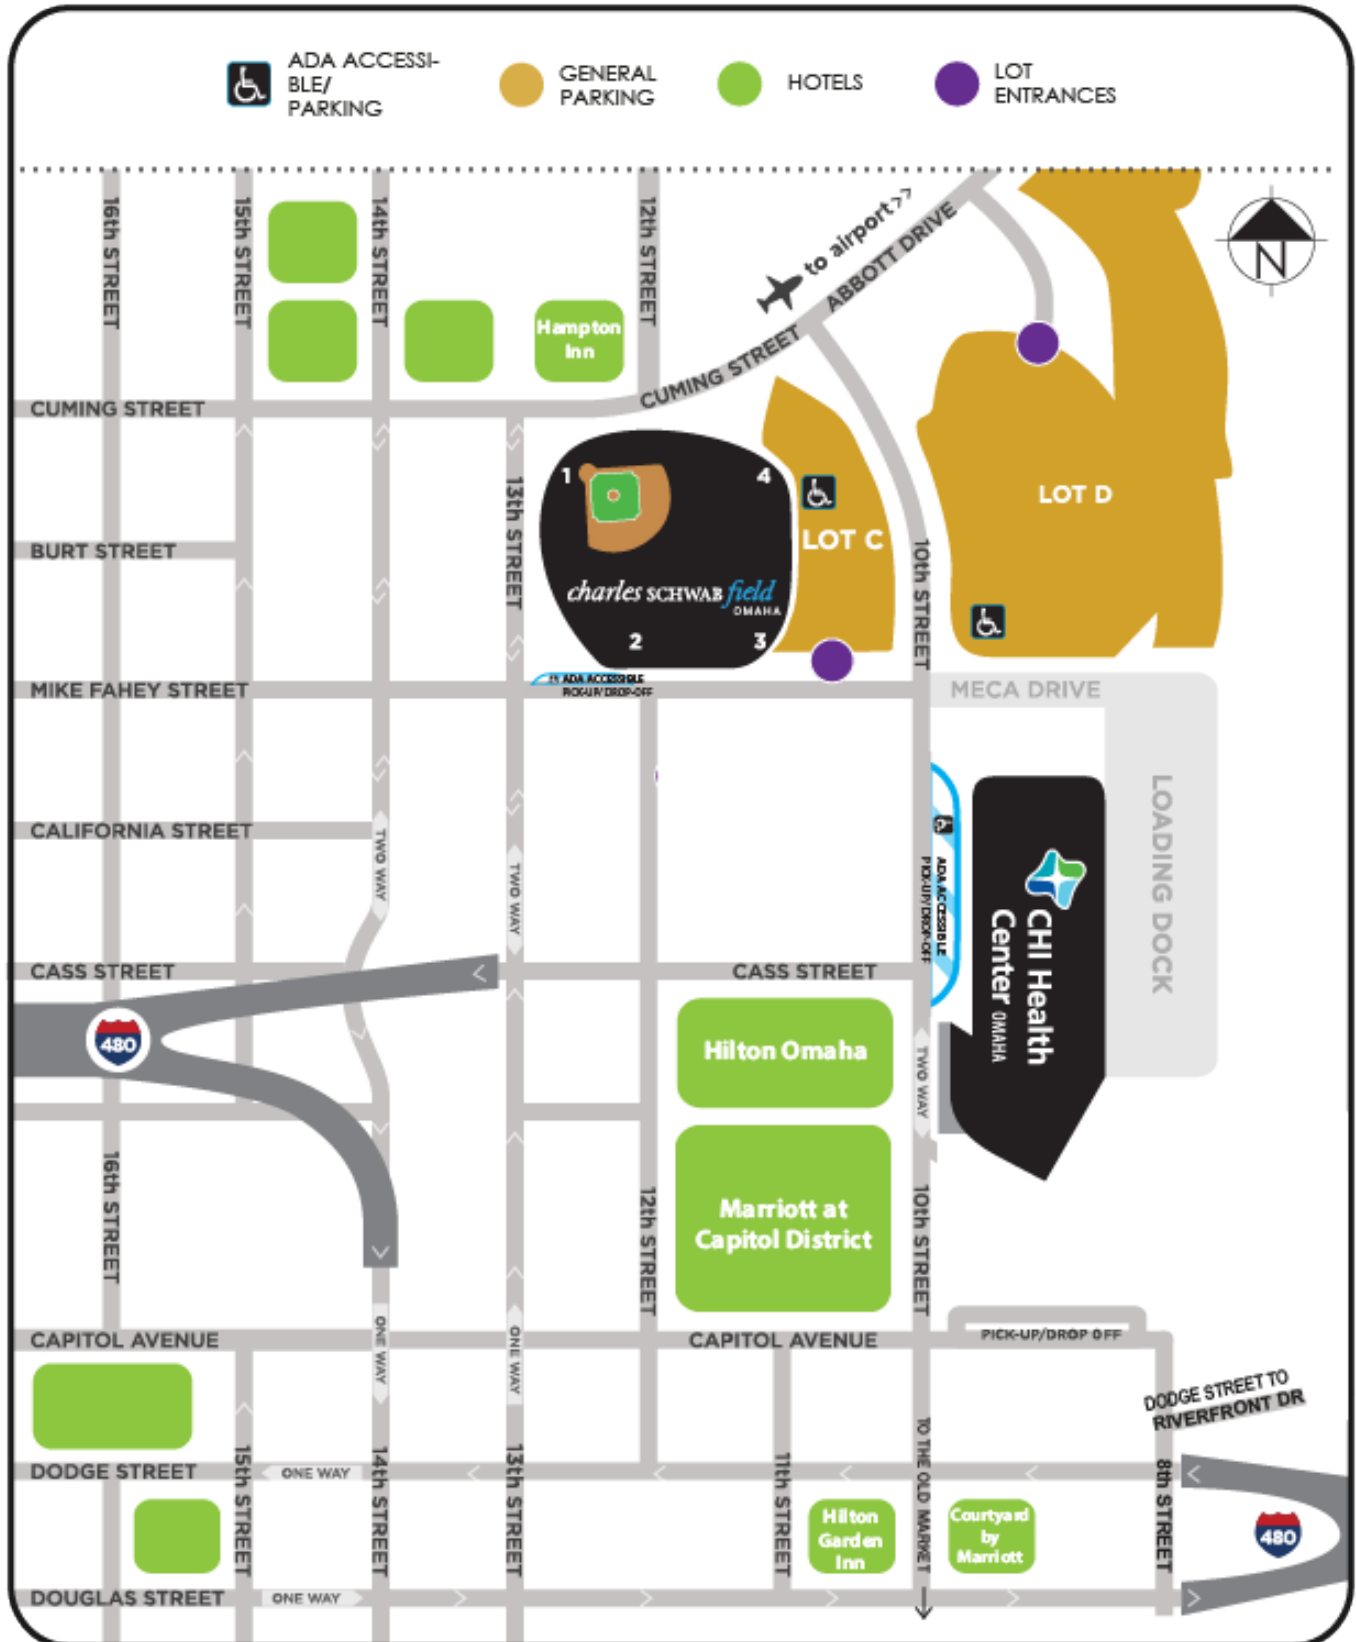 ADA ACCESSI-
BLE/
PARKING
GENERAL
PARKING
HOTELS
LOT
ENTRANCES
16th STREET
15th STREET
14th STREET
12th STREET
to airport >>
ABBOTT DRIVE
N
Hampton
Inn
CUMING STREET
CUMING STREET
13th STREET
1
4
LOT C
LOT D
10th STREET
BURT STREET
charles SCHWAB field
OMAHA
2
3
ADA ACCESSIBLE
PICK-UP/ DROP-OFF
MIKE FAHEY STREET
MECA DRIVE
CALIFORNIA STREET
TWO WAY
TWO WAY
ADA ACCESSIBLE
PICK-UP/ DROP-OFF
CHI Health
Center OMAHA
LOADING DOCK
CASS STREET
CASS STREET
480
Hilton Omaha
TWO WAY
16th STREET
12th STREET
Marriott at
Capitol District
10th STREET
CAPITOL AVENUE
ONE WAY
ONE WAY
CAPITOL AVENUE
PICK-UP/DROP OFF
DODGE STREET TO
RIVERFRONT DR
DODGE STREET
15th STREET
ONE WAY
14th STREET
13th STREET
11th STREET
TO THE OLD MARKET
8th STREET
Hilton
Garden
Inn
Courtyard
by
Marriott
480
DOUGLAS STREET
ONE WAY